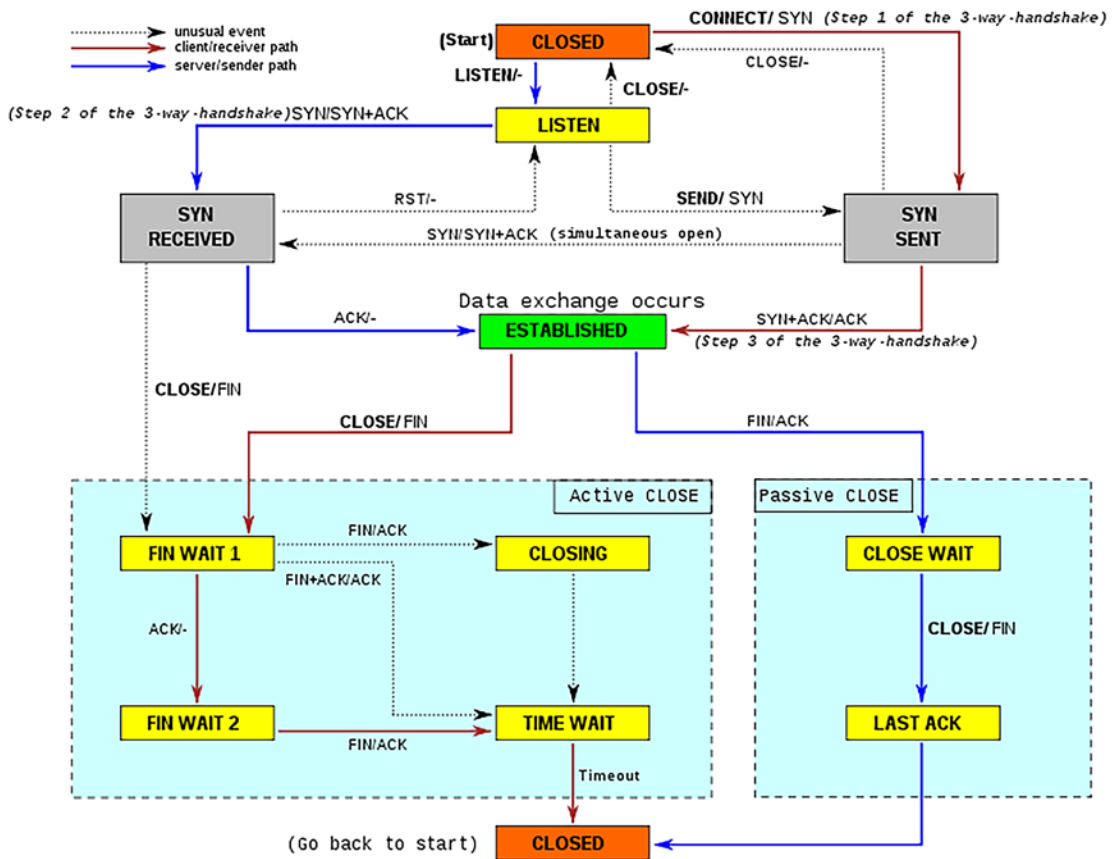 unusual event
client/receiver path
server/sender path
CONNECT/ SYN (Step 1 of the 3-way-handshake)
(Start)
CLOSED
CLOSE/-
LISTEN/-
CLOSE/-
(Step 2 of the 3-way-handshake)SYN/SYN+ACK
LISTEN
SYN
RECEIVED
RST/-
SEND/ SYN
SYN
SENT
SYN/SYN+ACK (simultaneous open)
Data exchange occurs
ACK/-
ESTABLISHED
SYN+ACK/ACK
(Step 3 of the 3-way-handshake)
CLOSE/FIN
CLOSE/FIN
FIN/ACK
Active CLOSE
Passive CLOSE
FIN WAIT 1
FIN/ACK
CLOSING
CLOSE WAIT
FIN+ACK/ACK
ACK/-
CLOSE/FIN
FIN WAIT 2
FIN/ACK
TIME WAIT
LAST ACK
Timeout
(Go back to start)
CLOSED